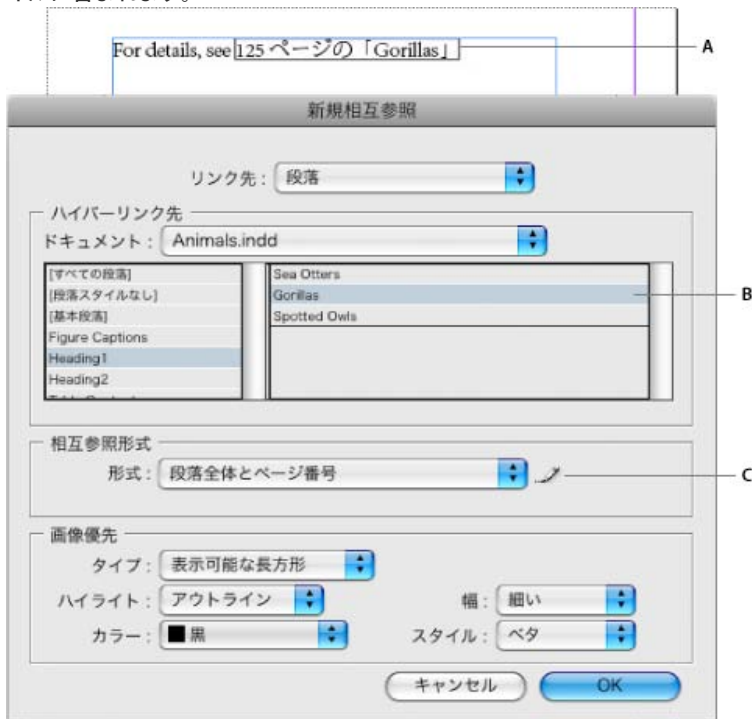 For details, see 125 ページの「Gorillas」
A
新規相互参照
リンク先： 段落
ハイパーリンク先
ドキュメント： Animals.indd
[すべての段落]
[段落スタイルなし]
[基本段落]
Figure Captions
Heading1
Heading2
Sea Otters
Gorillas
Spotted Owls
B
相互参照形式
形式： 段落全体とページ番号
C
画像優先
タイプ： 表示可能な長方形
ハイライト： アウトライン 幅： 細い
カラー： 黒 スタイル： ベタ
キャンセル OK